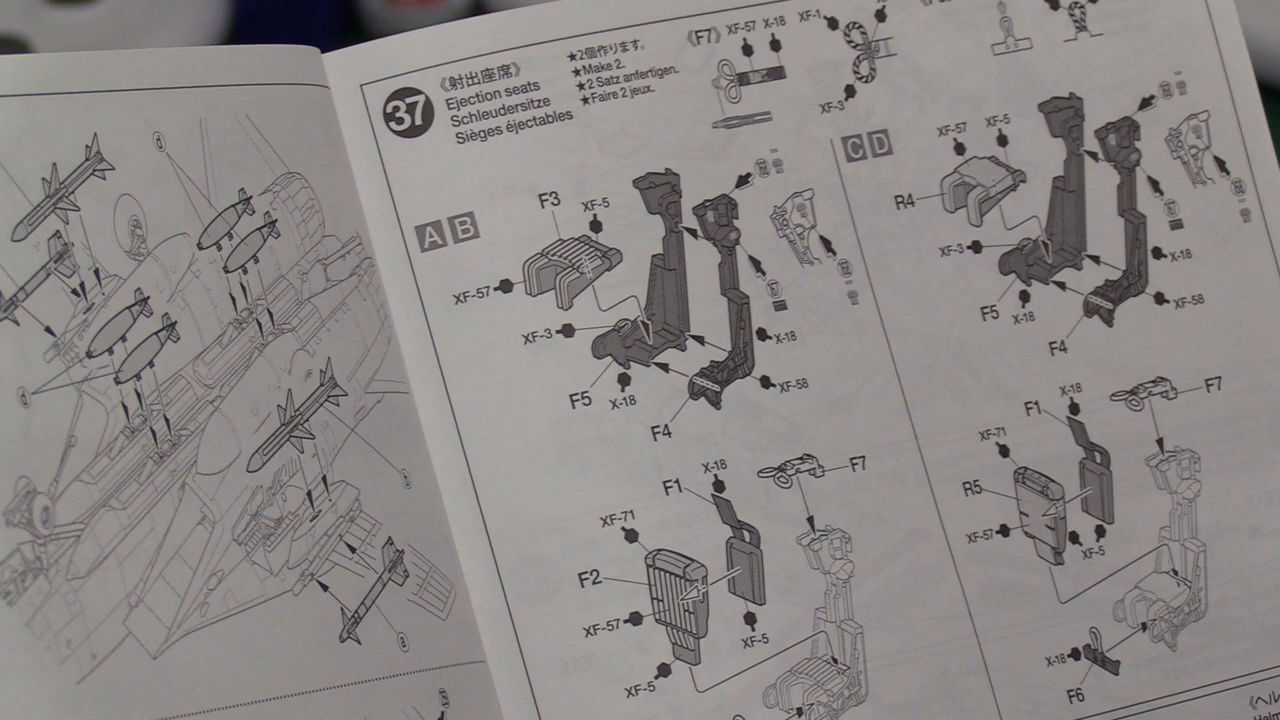 37
《射出座席》
Ejection seats
Schleudersitze
Sièges éjectables
★2個作ります。
★Make 2.
★2 Satz anfertigen.
★Faire 2 jeux.
《F7》
XF-57
X-18
XF-1
XF-3
A B
F3
XF-5
XF-57
XF-3
F5
X-18
X-18
XF-58
F4
F1
X-18
F7
XF-71
F2
XF-57
XF-5
XF-5
C D
XF-57
XF-5
R4
XF-3
F5
X-18
X-18
XF-58
F4
X-18
F1
F7
XF-71
R5
XF-57
XF-5
X-18
F6
d
d
a